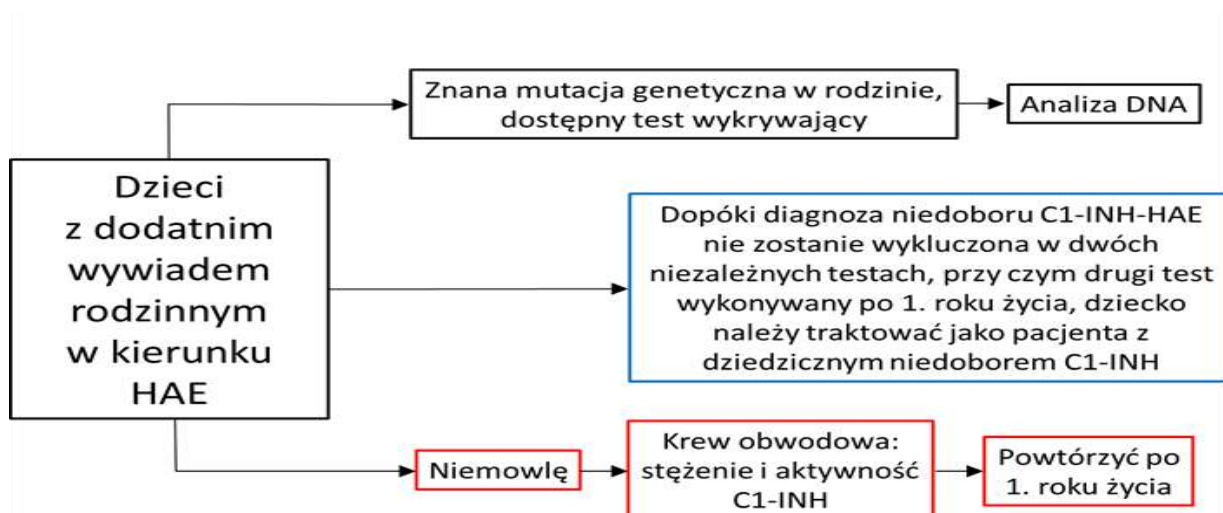 Znana mutacja genetyczna w rodzinie,
dostępny test wykrywający
Analiza DNA
Dzieci
z dodatnim
wywiadem
rodzinnym
w kierunku
HAE
Dopóki diagnoza niedoboru C1-INH-HAE
nie zostanie wykluczona w dwóch
niezależnych testach, przy czym drugi test
wykonywany po 1. roku życia, dziecko
należy traktować jako pacjenta z
dziedzicznym niedoborem C1-INH
Niemowlę
Krew obwodowa:
stężenie i aktywność
C1-INH
Powtórzyć po
1. roku życia